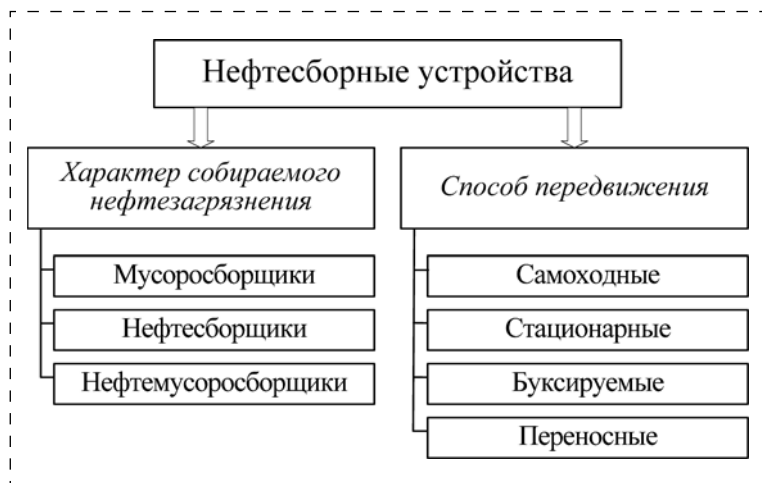 Нефтесборные устройства
Характер собираемого
нефтезагрязнения
Мусоросборщики
Нефтесборщики
Нефтемусоросборщики
Способ передвижения
Самоходные
Стационарные
Буксируемые
Переносные